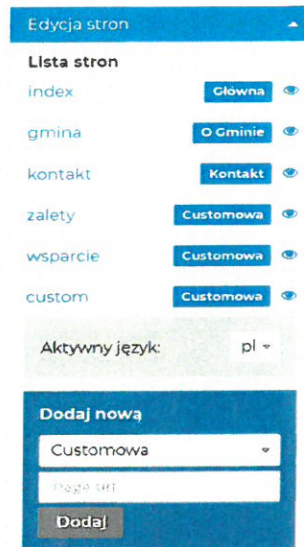 Edycja stron
Lista stron
index Główna
gmina O Gminie
kontakt Kontakt
zalety Customowa
wsparcie Customowa
custom Customowa
Aktywny język: pl
Dodaj nową
Customowa
Page url
Dodaj